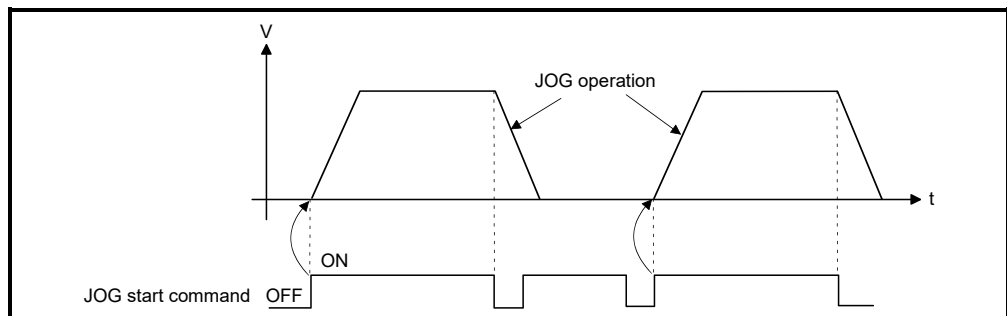 V
JOG operation
t
ON
JOG start command OFF